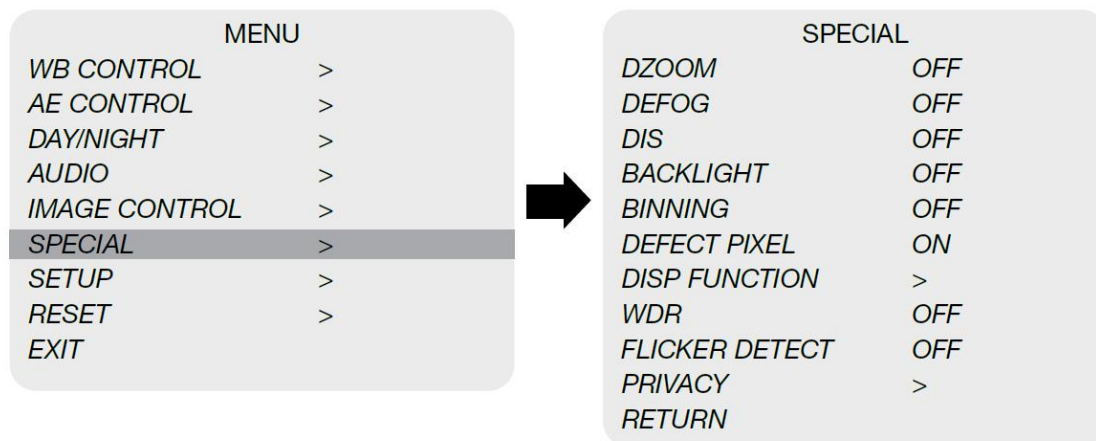 MENU
WB CONTROL >
AE CONTROL >
DAY/NIGHT >
AUDIO >
IMAGE CONTROL >
SPECIAL >
SETUP >
RESET >
EXIT
SPECIAL
DZOOM OFF
DEFOG OFF
DIS OFF
BACKLIGHT OFF
BINNING OFF
DEFECT PIXEL ON
DISP FUNCTION >
WDR OFF
FLICKER DETECT OFF
PRIVACY >
RETURN